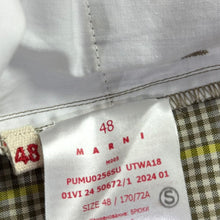 48
48
MARNI
PUMU0256SU UTWA18
01VI 24 50672/1 2024 01
SIZE 48 / 170/72A
S